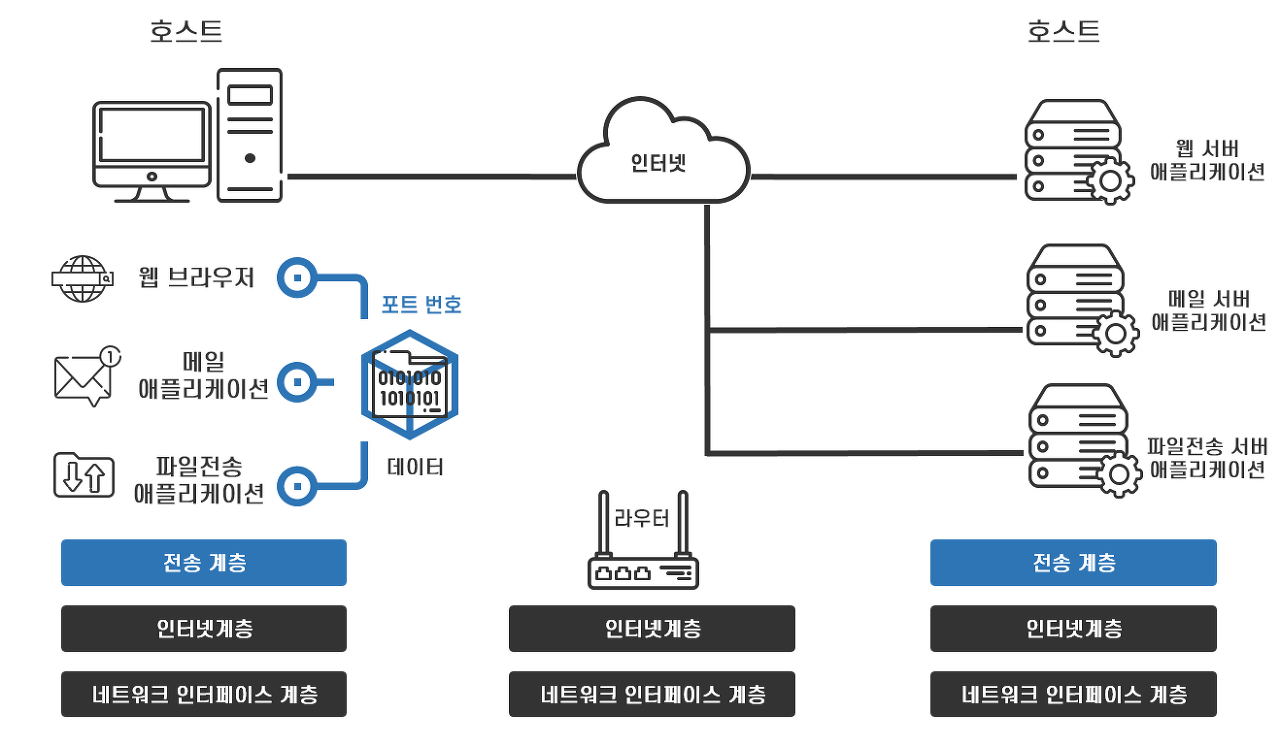 호스트
호스트
인터넷
웹 서버
애플리케이션
웹 브라우저
포트 번호
메일 서버
애플리케이션
1
메일
애플리케이션
0101010
1010101
파일전송
애플리케이션
데이터
파일전송 서버
애플리케이션
라우터
전송 계층
전송 계층
인터넷계층
인터넷계층
인터넷계층
네트워크 인터페이스 계층
네트워크 인터페이스 계층
네트워크 인터페이스 계층